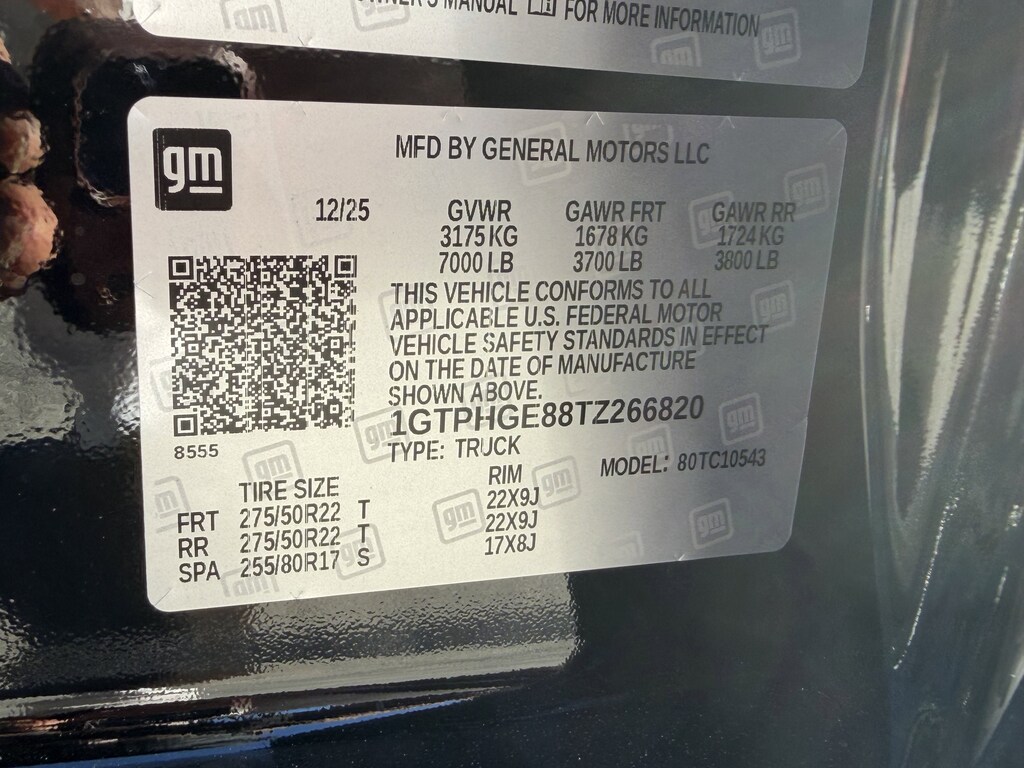 OWNER'S MANUAL FOR MORE INFORMATION
gm
MFD BY GENERAL MOTORS LLC
12/25 GVWR GAWR FRT GAWR RR
3175 KG 1678 KG 1724 KG
7000 LB 3700 LB 3800 LB
THIS VEHICLE CONFORMS TO ALL
APPLICABLE U.S. FEDERAL MOTOR
VEHICLE SAFETY STANDARDS IN EFFECT
ON THE DATE OF MANUFACTURE
SHOWN ABOVE.
1GTPHGE88TZ266820
8555
TYPE: TRUCK
MODEL: 80TC10543
TIRE SIZE RIM
FRT 275/50R22 T 22X9J
RR 275/50R22 T 22X9J
SPA 255/80R17 S 17X8J